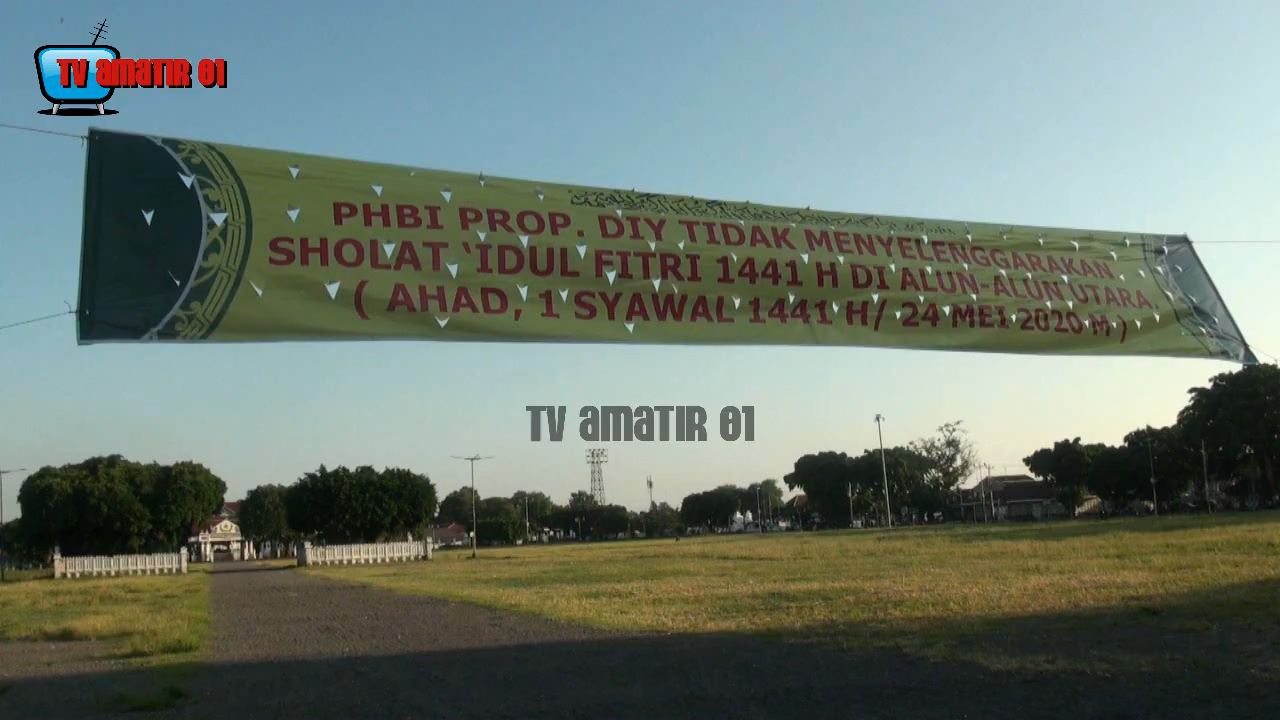 TV AMATIR 01
PHBI PROP. DIY TIDAK MENYELENGGARAKAN
SHOLAT 'IDUL FITRI 1441 H DI ALUN-ALUN UTARA.
( AHAD, 1 SYAWAL 1441 H/ 24 MEI 2020 M )
TV AMATIR 01